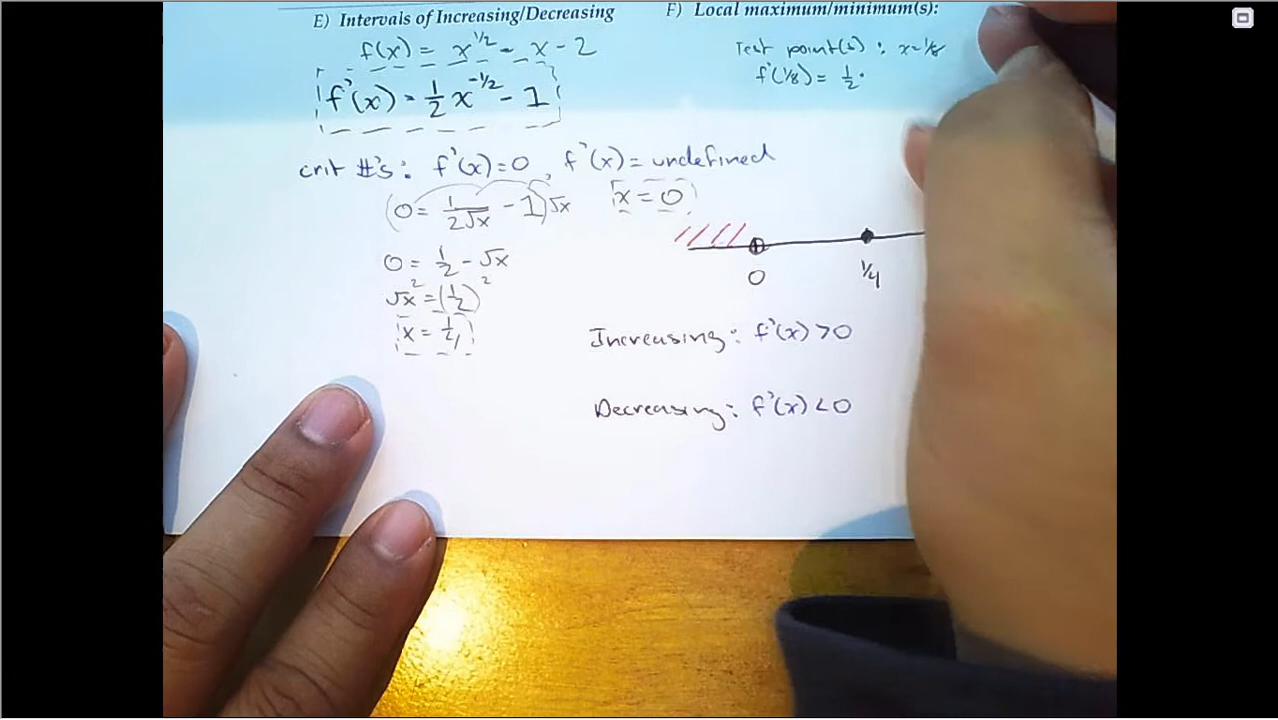 E) Intervals of Increasing/Decreasing
F) Local maximum/minimum(s):
f(x) = x^1/2 - x - 2
f'(x) = 1/2 x^-1/2 - 1
Test point(s): x=1/8
f'(1/8) = 1/2 ·
crit #'s: f'(x)=0, f'(x)= undefined
(0 = 1/2√x - 1)√x
x = 0
0 = 1/2 - √x
√x² = (1/2)²
x = 1/4
0
1/4
Increasing: f'(x) >0
Decreasing: f'(x) <0